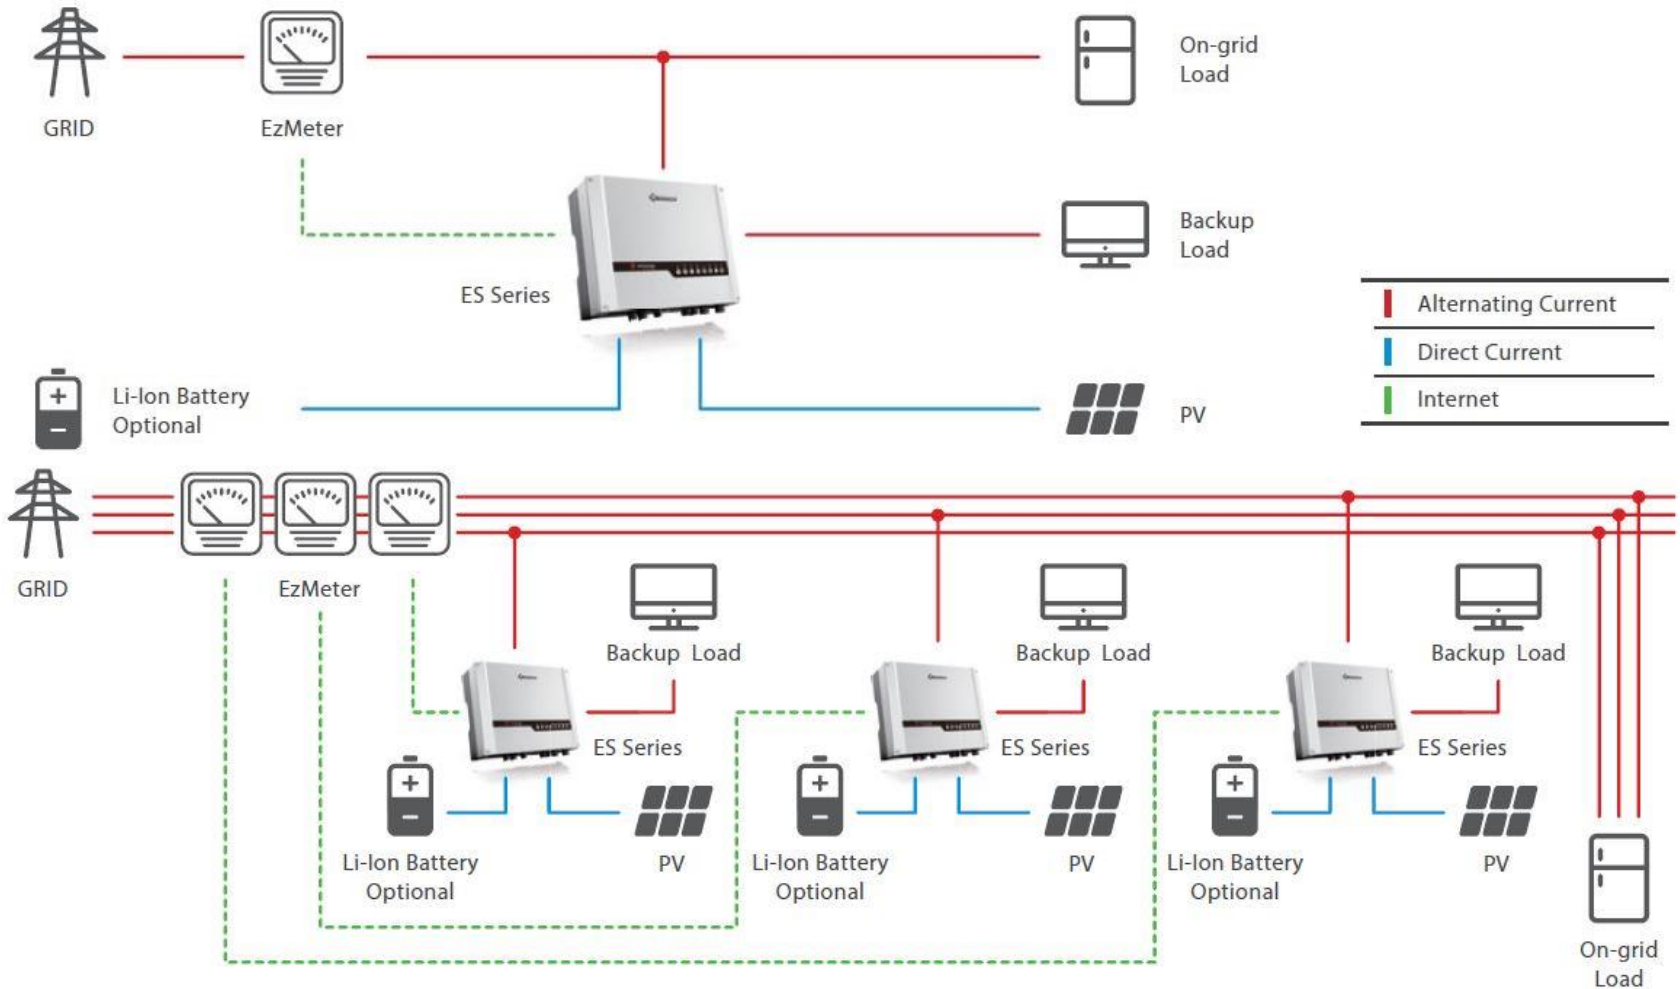 GRID
EzMeter
On-grid
Load
Backup
Load
ES Series
Li-Ion Battery
Optional
PV
Alternating Current
Direct Current
Internet
GRID
EzMeter
Backup Load
Backup Load
Backup Load
ES Series
ES Series
ES Series
Li-Ion Battery
Optional
PV
Li-Ion Battery
Optional
PV
Li-Ion Battery
Optional
PV
On-grid
Load